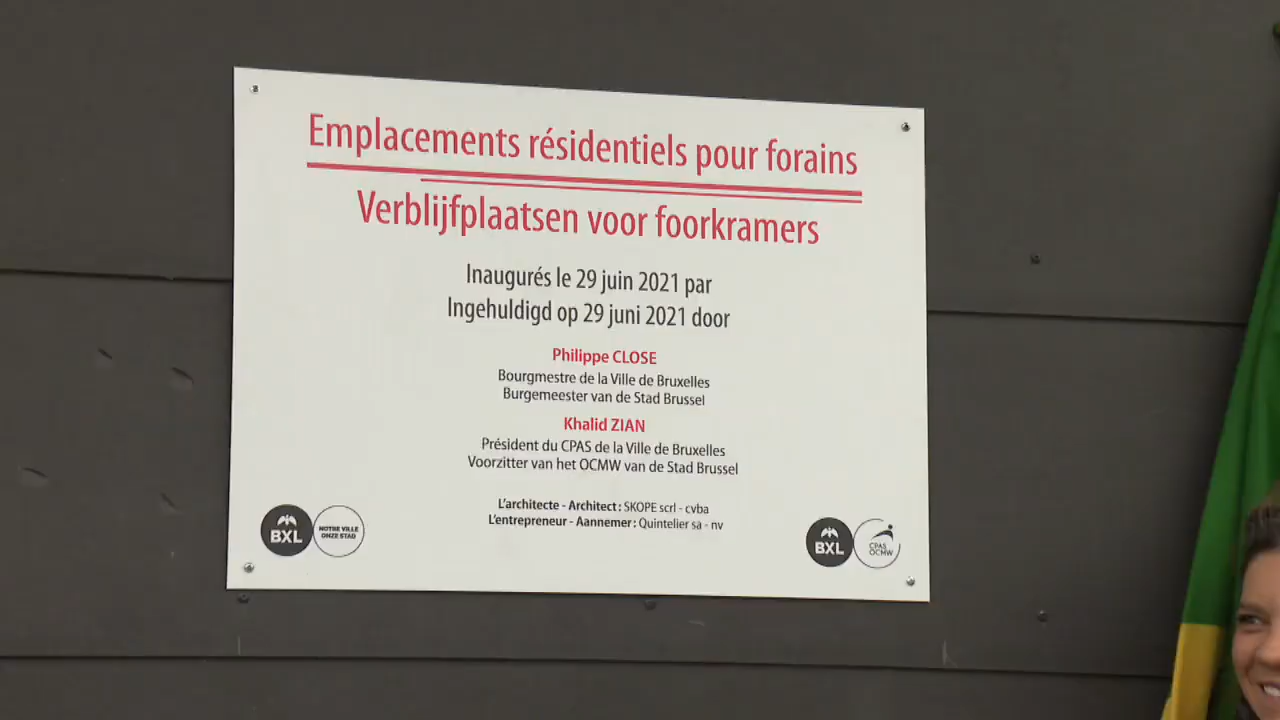 Emplacements résidentiels pour forains
Verblijfplaatsen voor foorkramers
Inaugurés le 29 juin 2021 par
Ingehuldigd op 29 juni 2021 door
Philippe CLOSE
Bourgmestre de la Ville de Bruxelles
Burgemeester van de Stad Brussel
Khalid ZIAN
Président du CPAS de la Ville de Bruxelles
Voorzitter van het OCMW van de Stad Brussel
L'architecte - Architect : SKOPE scrl - cvba
L'entrepreneur - Aannemer : Quintelier sa - nv
BXL
NOTRE VILLE
ONZE STAD
BXL
CPAS
OCMW